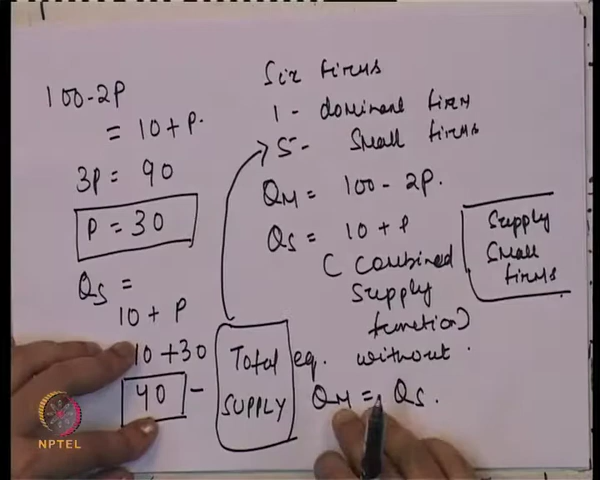 100-2P
= 10+P.
3P = 90
P = 30
QS =
10 + P
10+30
40 -
Total
SUPPLY
Six firms
1 - dominant firm
5 - Small firms
QM = 100 - 2P.
QS = 10 + P
( Combined
Supply
function)
eq. without.
QM = QS.
Supply
Small
firms
NPTEL